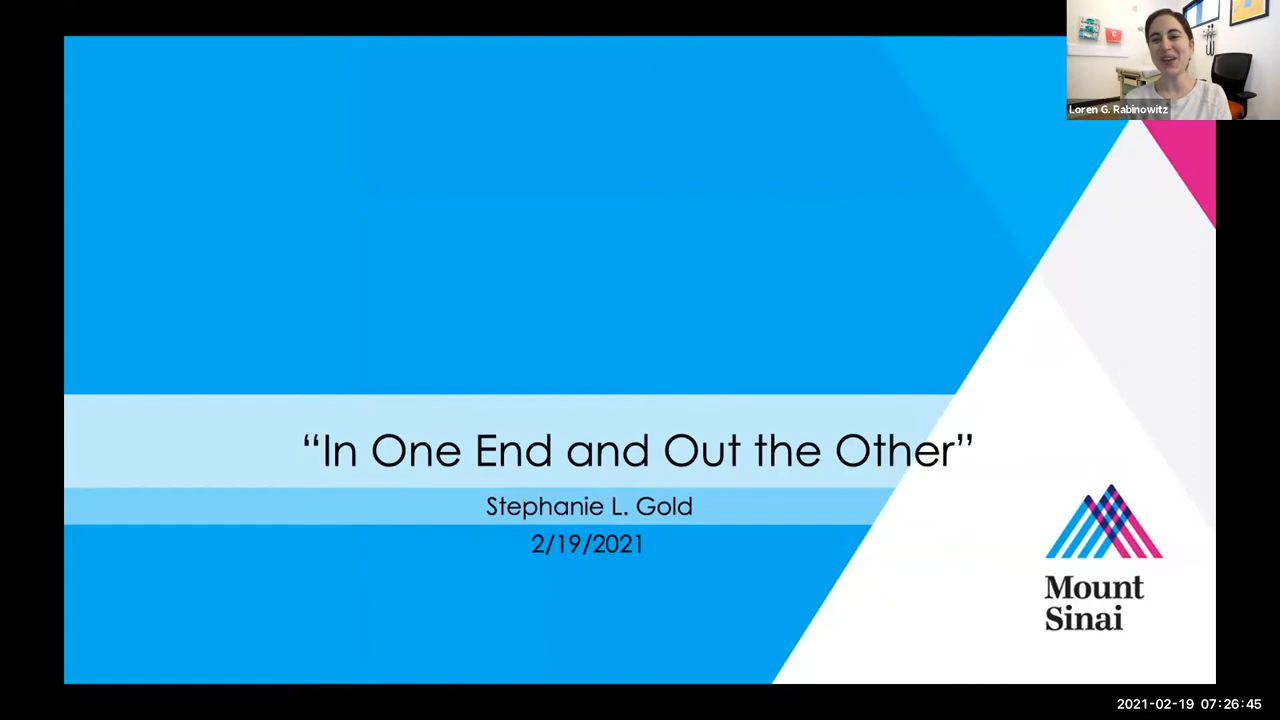 Loren G. Rabinowitz
“In One End and Out the Other”
Stephanie L. Gold
2/19/2021
Mount
Sinai
2021-02-19 07:26:45